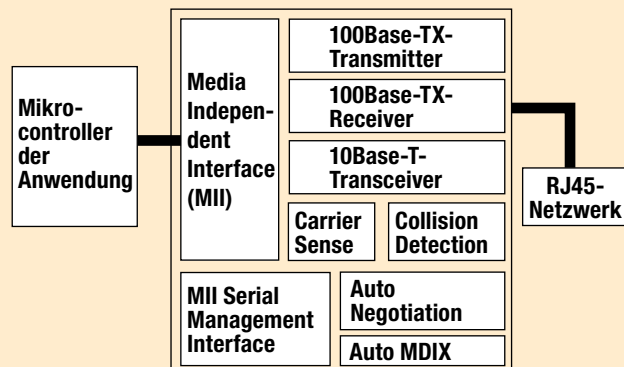 Mikro-
controller
der
Anwendung
Media
Indepen-
dent
Interface
(MII)
100Base-TX-
Transmitter
100Base-TX-
Receiver
10Base-T-
Transceiver
Carrier
Sense
Collision
Detection
MII Serial
Management
Interface
Auto
Negotiation
Auto MDIX
RJ45-
Netzwerk